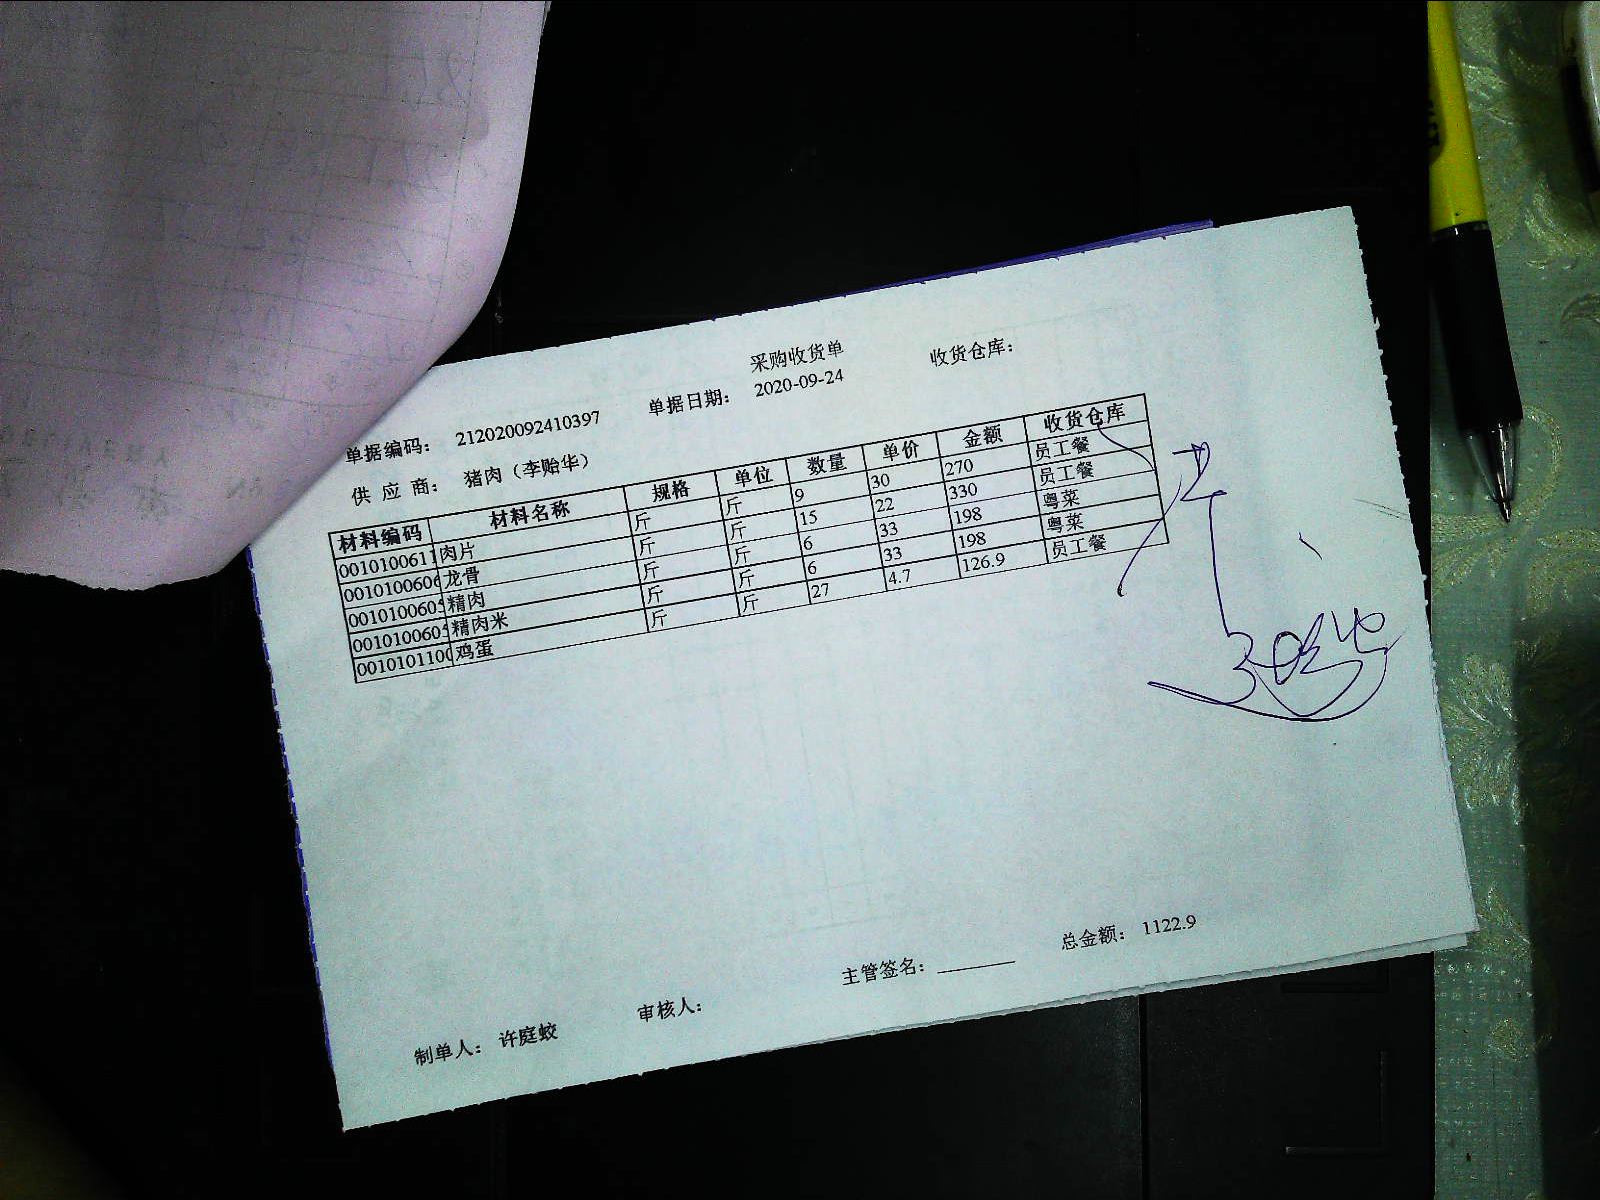 采购收货单
单据编码： 212020092410397 单据日期： 2020-09-24 收货仓库：
供 应 商： 猪肉（李贻华）
材料编码 材料名称 规格 单位 数量 单价 金额 收货仓库
0010100611 肉片 斤 斤 9 30 270 员工餐
001010060 龙骨 斤 斤 15 22 330 员工餐
001010060 精肉 斤 斤 6 33 198 粤菜
001010060 精肉米 斤 斤 6 33 198 粤菜
001010110 鸡蛋 斤 斤 27 4.7 126.9 员工餐
总金额： 1122.9
主管签名：
审核人：
制单人： 许庭蛟